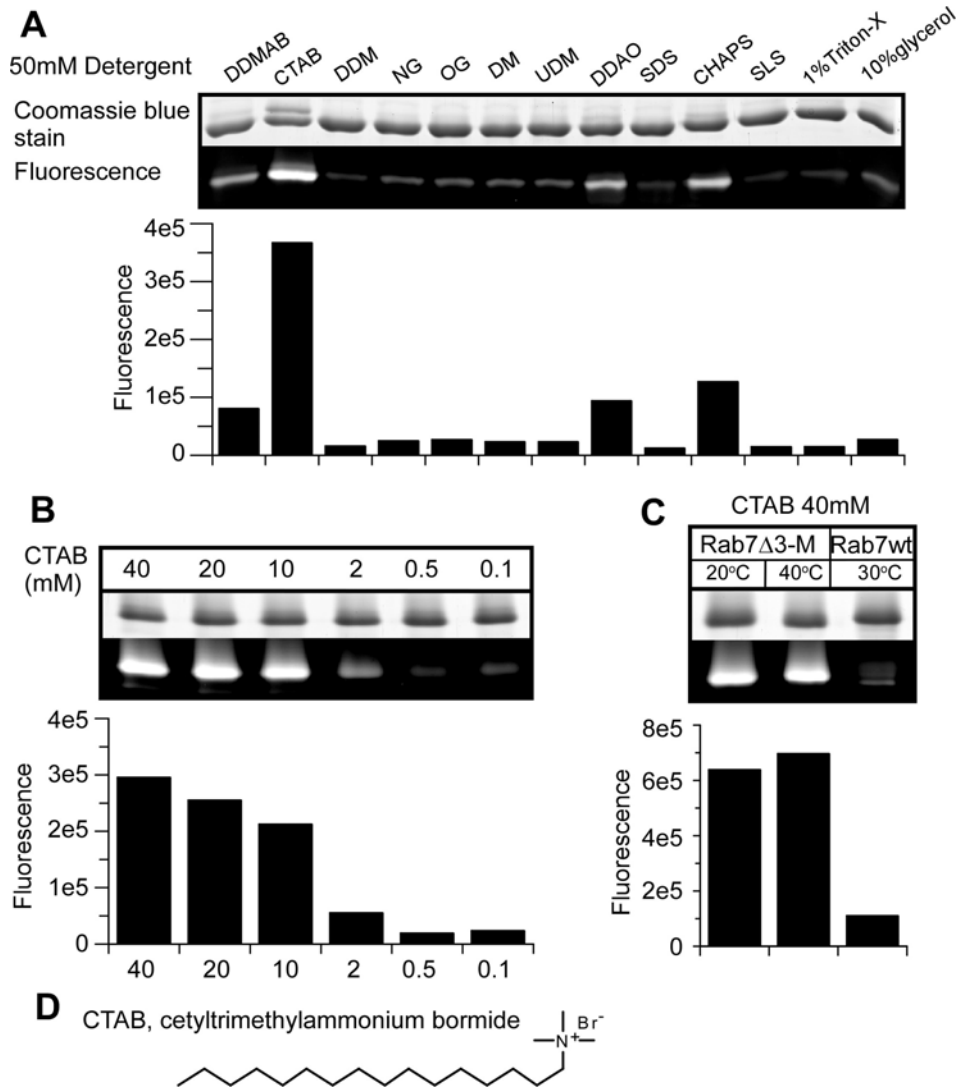 A
50mM Detergent
DDMAB CTAB DDM NG OG DM UDM DDAO SDS CHAPS SLS 1%Triton-X 10%glycerol
Coomassie blue
stain
Fluorescence
4e5
3e5
2e5
1e5
0
Fluorescence
B
CTAB
(mM)
40 20 10 2 0.5 0.1
4e5
3e5
2e5
1e5
0
Fluorescence
40 20 10 2 0.5 0.1
C
CTAB 40mM
Rab7Δ3-M Rab7wt
20°C 40°C 30°C
8e5
6e5
4e5
2e5
0
Fluorescence
D
CTAB, cetyltrimethylammonium bormide
Br-
N+